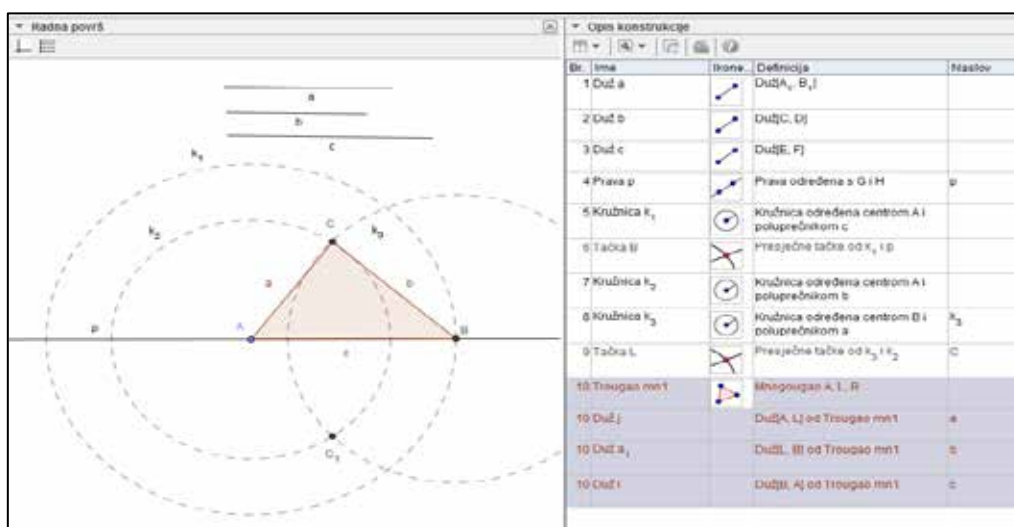 Radna površ
a
b
c
k₁
k₂
C
k₃
a
b
p
A
B
c
C₁
Opis konstrukcije
Br. Ime Ikone... Definicija Naslov
1 Duž a Duž[A₁, B₁]
2 Duž b Duž[C, D]
3 Duž c Duž[E, F]
4 Prava p Prava određena s G i H p
5 Kružnica k₁ Kružnica određena centrom A i
poluprečnikom c
6 Tačka B Presječne tačke od k₁ i p
7 Kružnica k₂ Kružnica određena centrom A i
poluprečnikom b
8 Kružnica k₃ Kružnica određena centrom B i k₃
poluprečnikom a
9 Tačka L Presječne tačke od k₃ i k₂ C
10 Trougao mn1 Mnogougao A, L, B
10 Duž j Duž[A, L] od Trougao mn1 a
10 Duž a₁ Duž[L, B] od Trougao mn1 b
10 Duž l Duž[B, A] od Trougao mn1 c